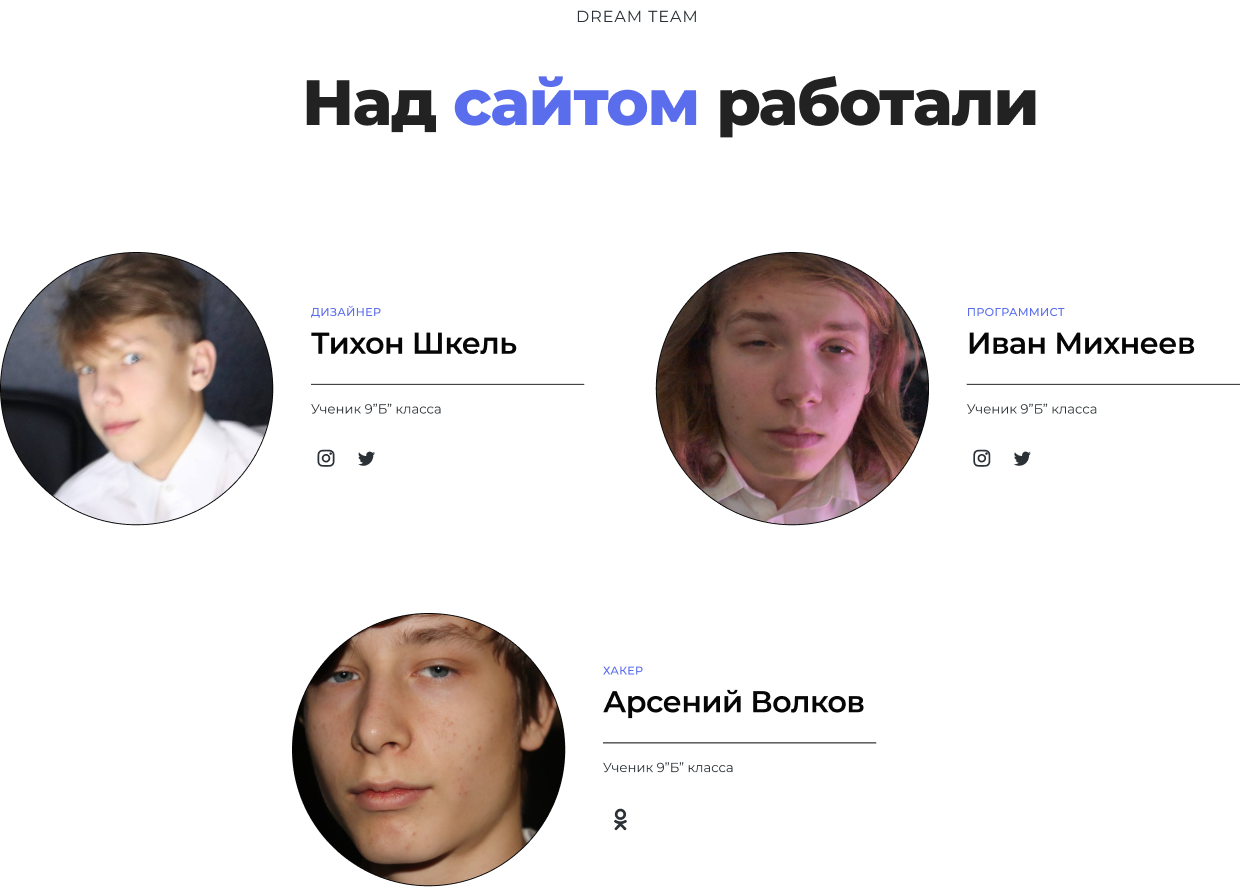 DREAM TEAM
Над сайтом работали
ДИЗАЙНЕР
Тихон Шкель
Ученик 9”Б” класса
ПРОГРАММИСТ
Иван Михнеев
Ученик 9”Б” класса
ХАКЕР
Арсений Волков
Ученик 9”Б” класса